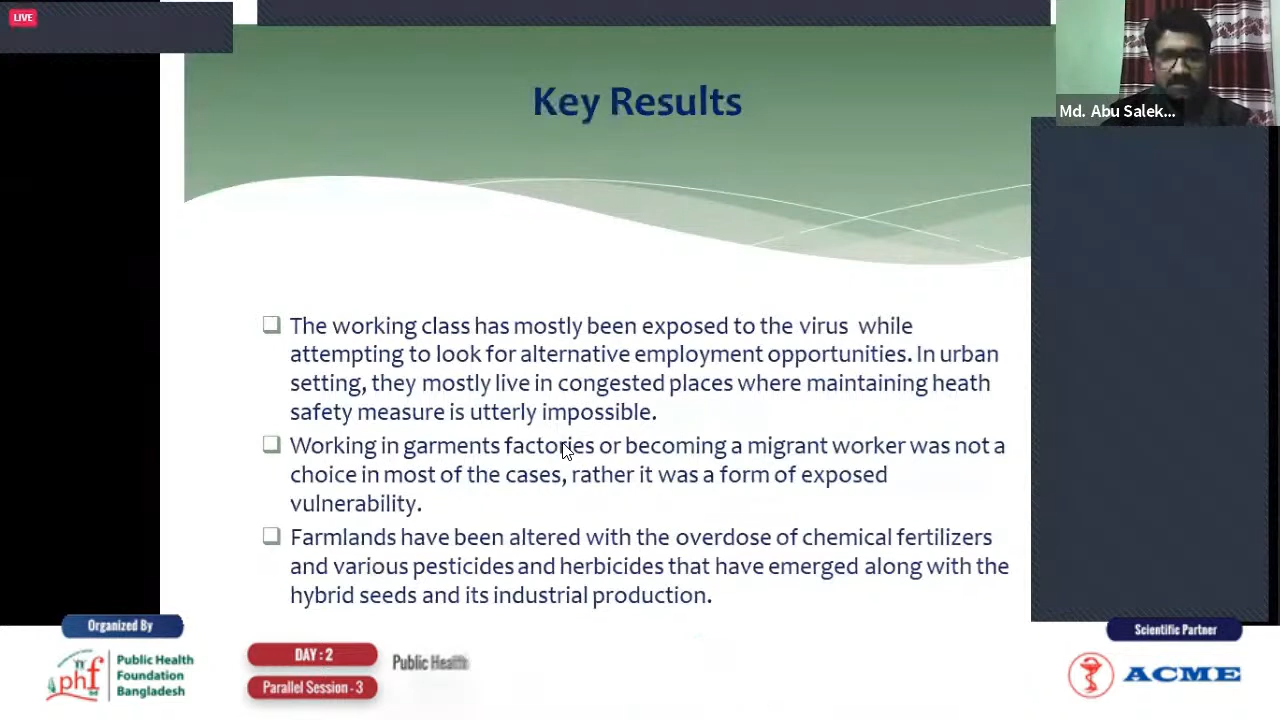 LIVE
Key Results
Md. Abu Salek...
The working class has mostly been exposed to the virus while
attempting to look for alternative employment opportunities. In urban
setting, they mostly live in congested places where maintaining heath
safety measure is utterly impossible.
Working in garments factories or becoming a migrant worker was not a
choice in most of the cases, rather it was a form of exposed
vulnerability.
Farmlands have been altered with the overdose of chemical fertilizers
and various pesticides and herbicides that have emerged along with the
hybrid seeds and its industrial production.
Organized By
phf
Public Health
Foundation
Bangladesh
DAY : 2
Parallel Session - 3
Public Health
Scientific Partner
ACME